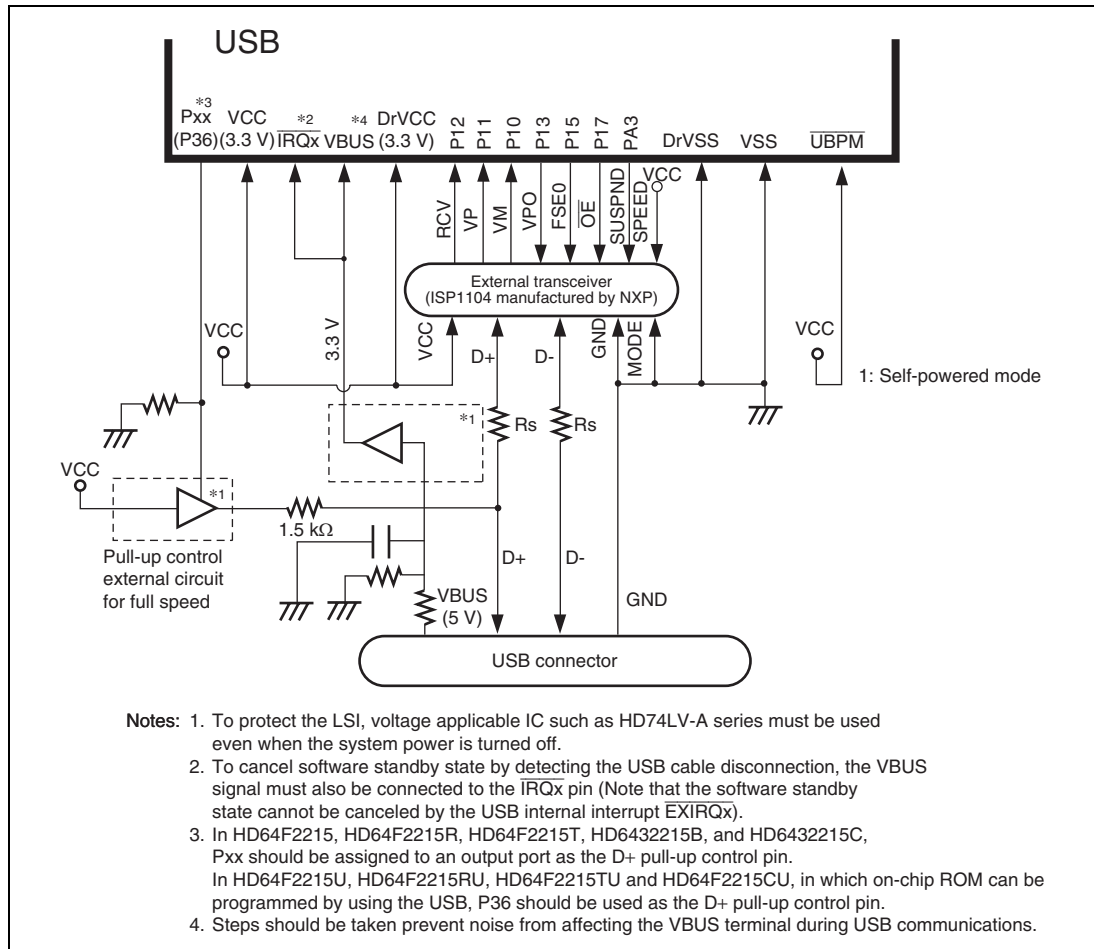 USB
*3
Pxx
(P36)
VCC
(3.3 V)
*2
IRQx
*4
VBUS
DrVCC
(3.3 V)
P12
P11
P10
P13
P15
P17
PA3
DrVSS
VSS
UBPM
RCV
VP
VM
VPO
FSE0
OE
SUSPND
SPEED
VCC
External transceiver
(ISP1104 manufactured by NXP)
VCC
3.3 V
VCC
D+
D-
GND
MODE
VCC
1: Self-powered mode
*1
Rs
Rs
VCC
*1
1.5 kΩ
Pull-up control
external circuit
for full speed
D+
D-
VBUS
(5 V)
GND
USB connector
Notes: 1. To protect the LSI, voltage applicable IC such as HD74LV-A series must be used
even when the system power is turned off.
2. To cancel software standby state by detecting the USB cable disconnection, the VBUS
signal must also be connected to the IRQx pin (Note that the software standby
state cannot be canceled by the USB internal interrupt EXIRQx).
3. In HD64F2215, HD64F2215R, HD64F2215T, HD6432215B, and HD6432215C,
Pxx should be assigned to an output port as the D+ pull-up control pin.
In HD64F2215U, HD64F2215RU, HD64F2215TU and HD64F2215CU, in which on-chip ROM can be
programmed by using the USB, P36 should be used as the D+ pull-up control pin.
4. Steps should be taken prevent noise from affecting the VBUS terminal during USB communications.